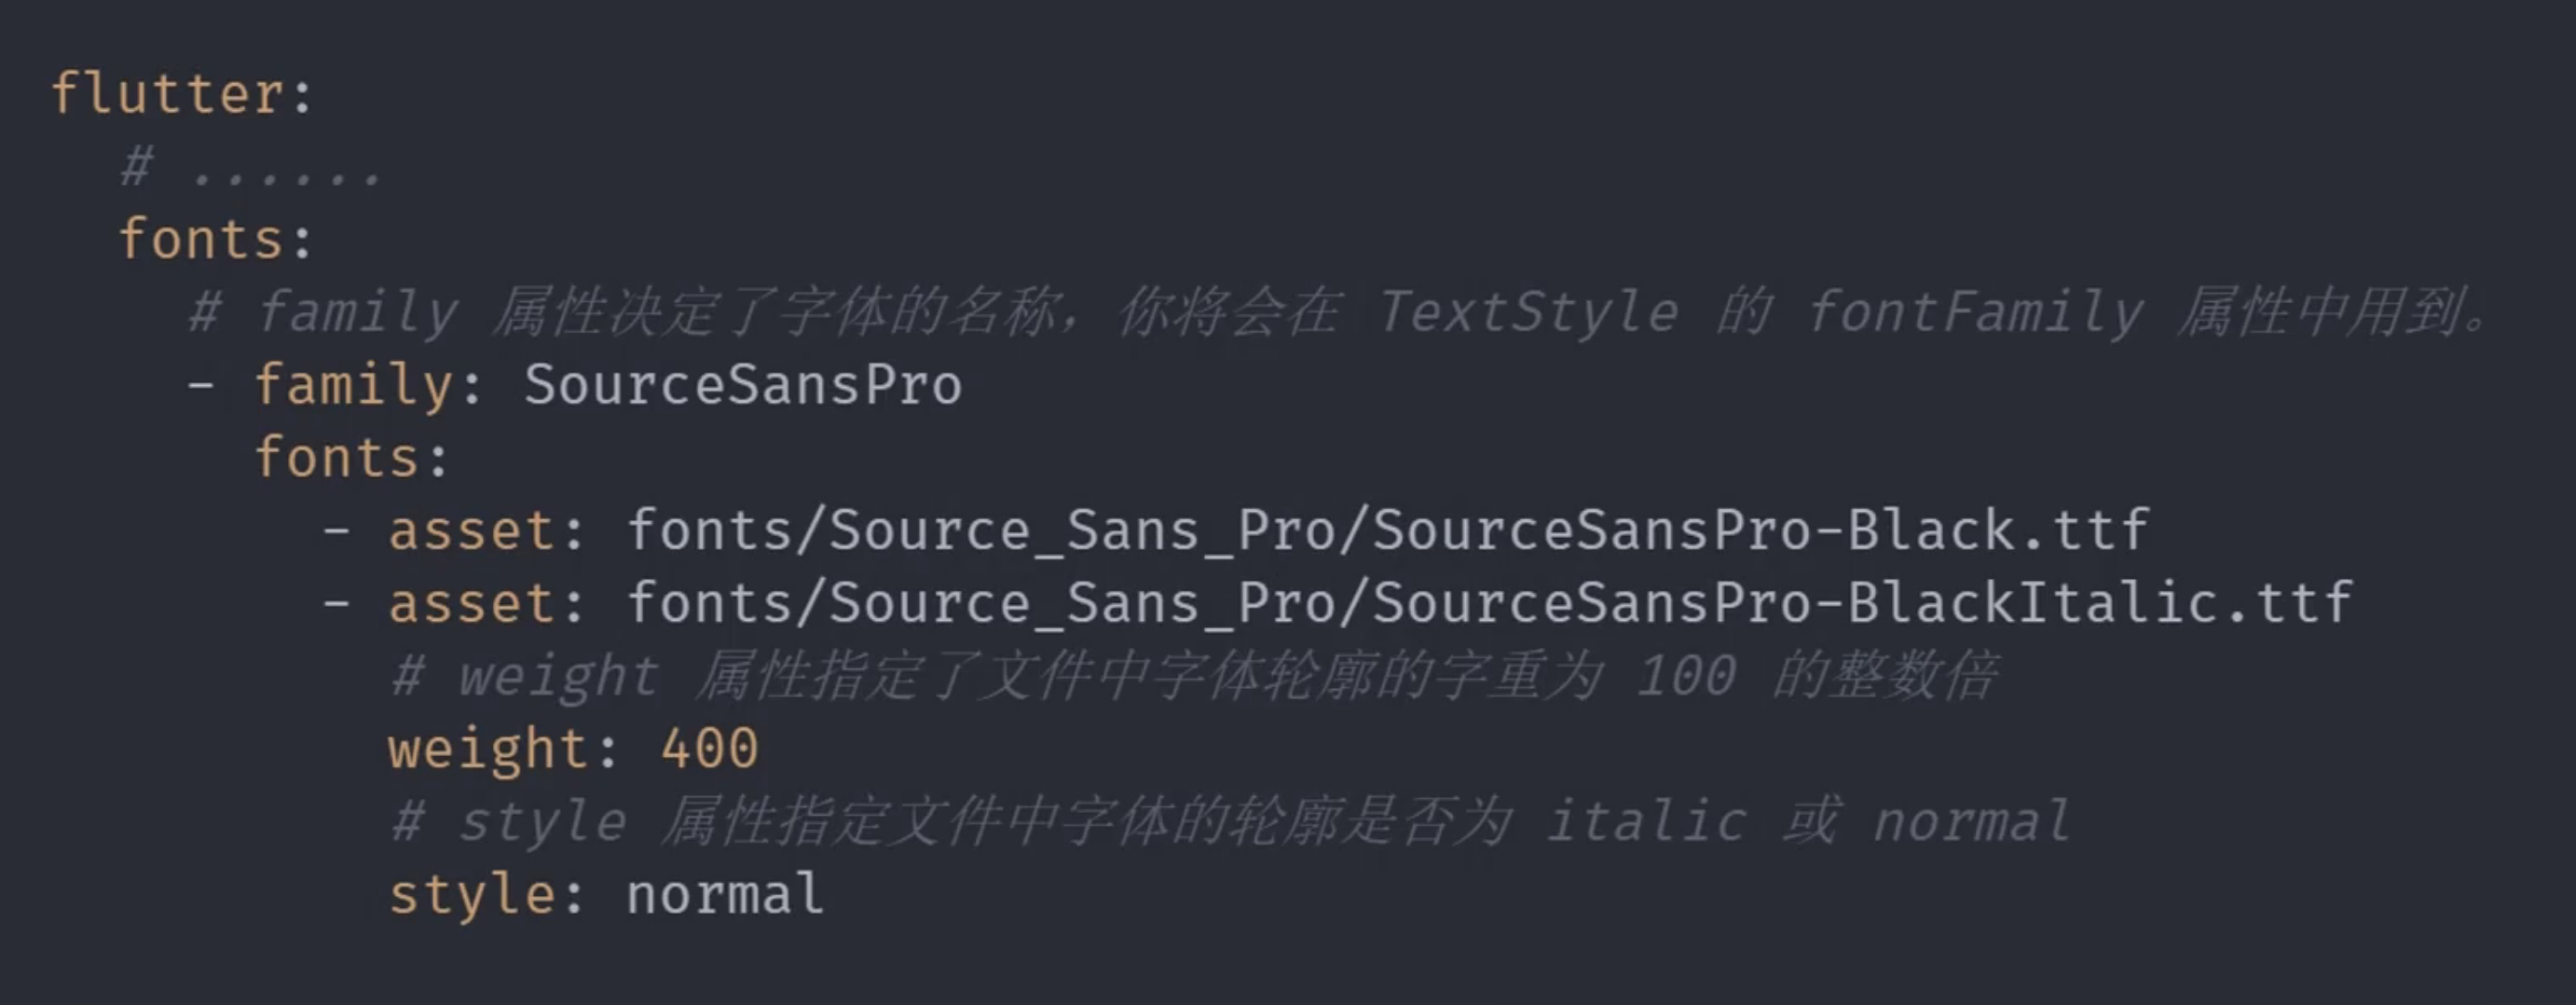 flutter:
# ......
fonts:
# family 属性决定了字体的名称，你将会在 TextStyle 的 fontFamily 属性中用到。
- family: SourceSansPro
fonts:
- asset: fonts/Source_Sans_Pro/SourceSansPro-Black.ttf
- asset: fonts/Source_Sans_Pro/SourceSansPro-BlackItalic.ttf
# weight 属性指定了文件中字体轮廓的字重为 100 的整数倍
weight: 400
# style 属性指定文件中字体的轮廓是否为 italic 或 normal
style: normal